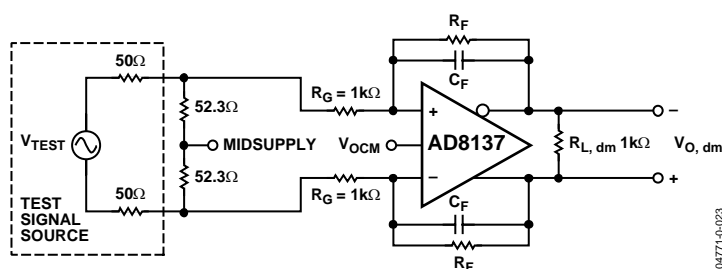 R_F
C_F
50Ω
52.3Ω
R_G = 1kΩ
V_TEST
MIDSUPPLY
V_OCM
+
AD8137
–
R_L, dm 1kΩ
–
V_O, dm
+
52.3Ω
50Ω
R_G = 1kΩ
TEST
SIGNAL
SOURCE
C_F
R_F
04771-0-023